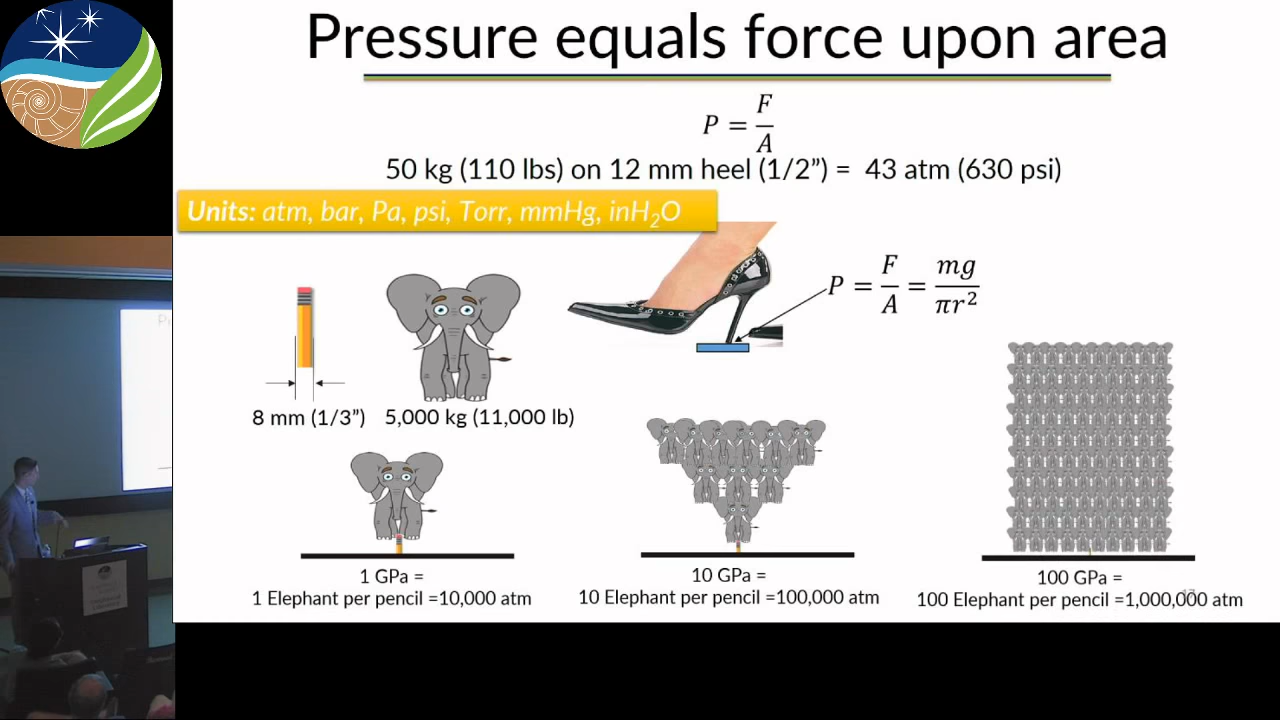 Pressure equals force upon area
P = F/A
50 kg (110 lbs) on 12 mm heel (1/2”) = 43 atm (630 psi)
Units: atm, bar, Pa, psi, Torr, mmHg, inH₂O
P = F/A = mg/πr²
8 mm (1/3”)
5,000 kg (11,000 lb)
1 GPa =
1 Elephant per pencil =10,000 atm
10 GPa =
10 Elephant per pencil =100,000 atm
100 GPa =
100 Elephant per pencil =1,000,000 atm